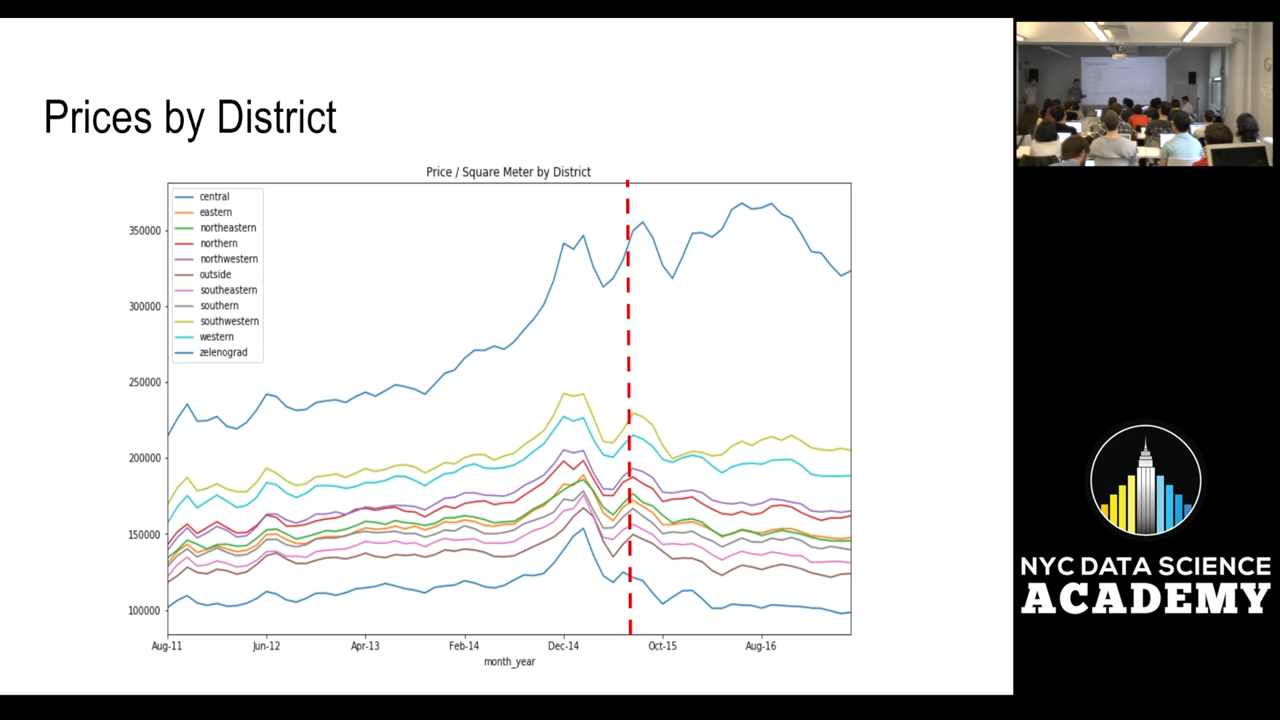 Prices by District
Price / Square Meter by District
central
eastern
northeastern
northern
northwestern
outside
southeastern
southern
southwestern
western
zelenograd
350000
300000
250000
200000
150000
100000
Aug-11 Jun-12 Apr-13 Feb-14 Dec-14 Oct-15 Aug-16
month_year
NYC DATA SCIENCE
ACADEMY